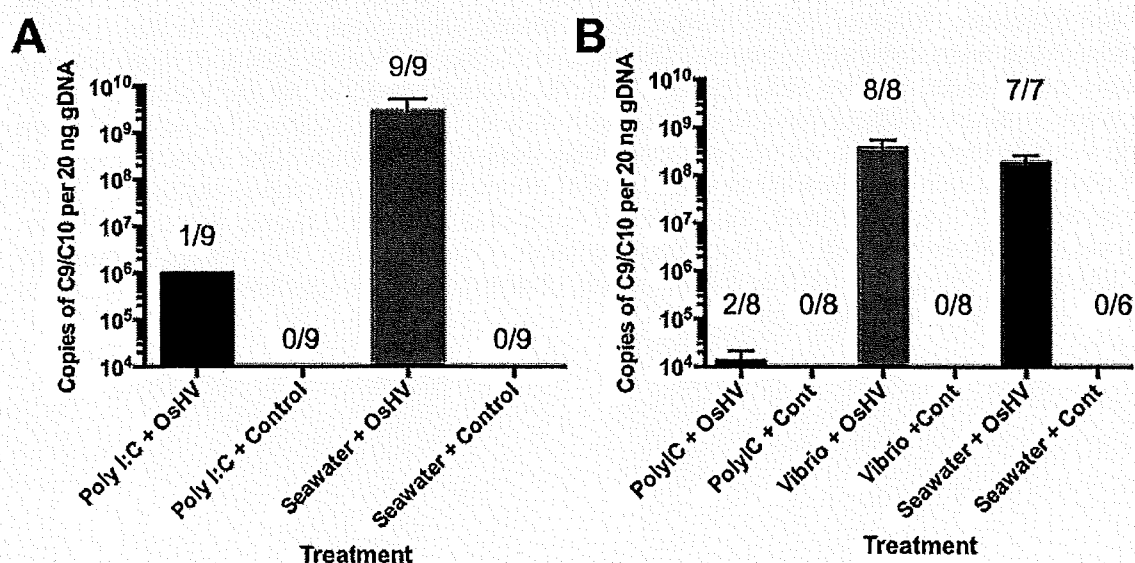 A
Copies of C9/C10 per 20 ng gDNA
10^10
10^9
10^8
10^7
10^6
10^5
10^4
1/9
0/9
9/9
0/9
Poly I:C + OsHV
Poly I:C + Control
Seawater + OsHV
Seawater + Control
Treatment
B
Copies of C9/C10 per 20 ng gDNA
10^10
10^9
10^8
10^7
10^6
10^5
10^4
2/8
0/8
8/8
0/8
7/7
0/6
PolyIC + OsHV
PolyIC + Cont
Vibrio + OsHV
Vibrio +Cont
Seawater + OsHV
Seawater + Cont
Treatment